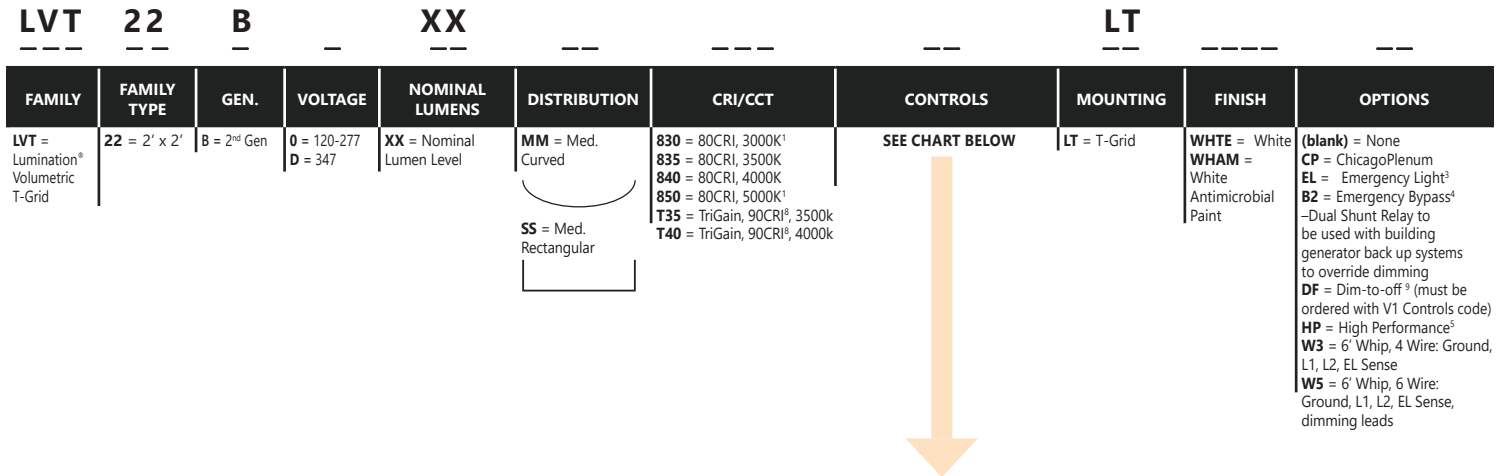 LVT 22 B XX LT
FAMILY
FAMILY
TYPE
GEN.
VOLTAGE
NOMINAL
LUMENS
DISTRIBUTION
CRI/CCT
CONTROLS
MOUNTING
FINISH
OPTIONS
LVT =
Lumination®
Volumetric
T-Grid
22 = 2’ x 2’
B = 2nd Gen
0 = 120-277
D = 347
XX = Nominal
Lumen Level
MM = Med.
Curved
SS = Med.
Rectangular
830 = 80CRI, 3000K1
835 = 80CRI, 3500K
840 = 80CRI, 4000K
850 = 80CRI, 5000K1
T35 = TriGain, 90CRI8, 3500k
T40 = TriGain, 90CRI8, 4000k
SEE CHART BELOW
LT = T-Grid
WHTE = White
WHAM =
White
Antimicrobial
Paint
(blank) = None
CP = ChicagoPlenum
EL = Emergency Light3
B2 = Emergency Bypass4
–Dual Shunt Relay to
be used with building
generator back up systems
to override dimming
DF = Dim-to-off 9 (must be
ordered with V1 Controls code)
HP = High Performance5
W3 = 6’ Whip, 4 Wire: Ground,
L1, L2, EL Sense
W5 = 6’ Whip, 6 Wire:
Ground, L1, L2, EL Sense,
dimming leads